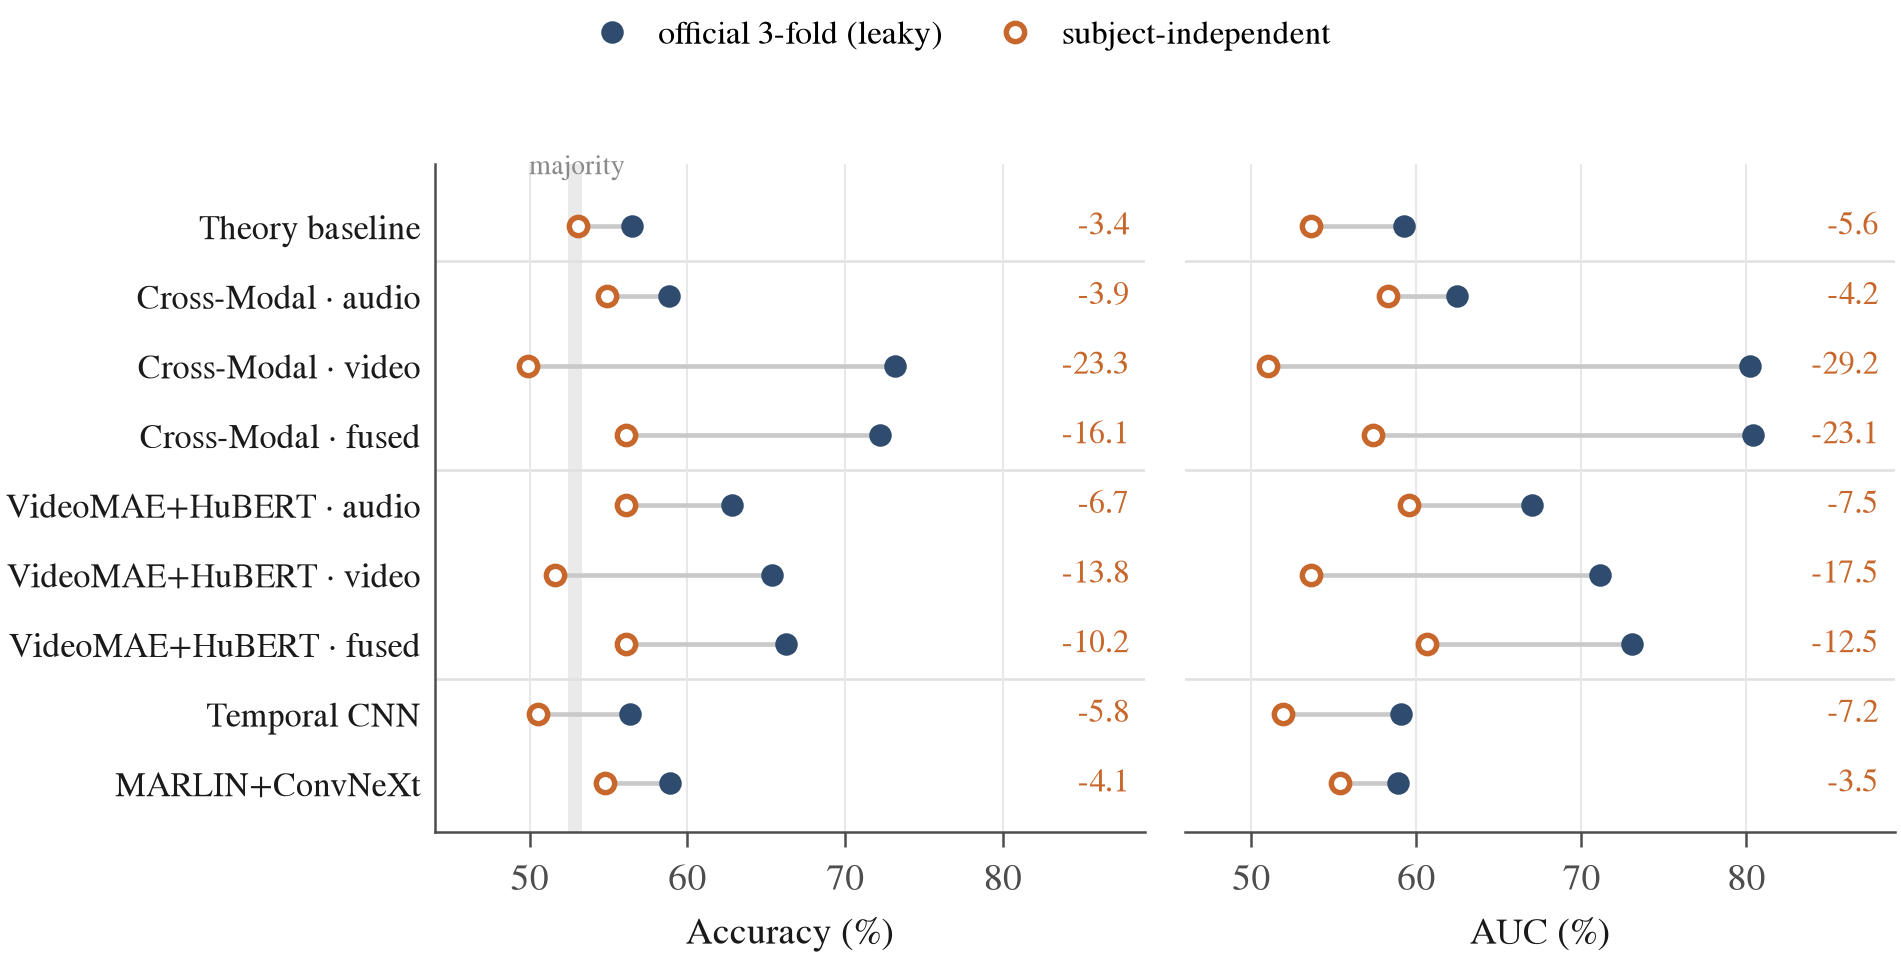 official 3-fold (leaky) subject-independent
majority
Theory baseline -3.4 -5.6
Cross-Modal · audio -3.9 -4.2
Cross-Modal · video -23.3 -29.2
Cross-Modal · fused -16.1 -23.1
VideoMAE+HuBERT · audio -6.7 -7.5
VideoMAE+HuBERT · video -13.8 -17.5
VideoMAE+HuBERT · fused -10.2 -12.5
Temporal CNN -5.8 -7.2
MARLIN+ConvNeXt -4.1 -3.5
50 60 70 80 50 60 70 80
Accuracy (%) AUC (%)